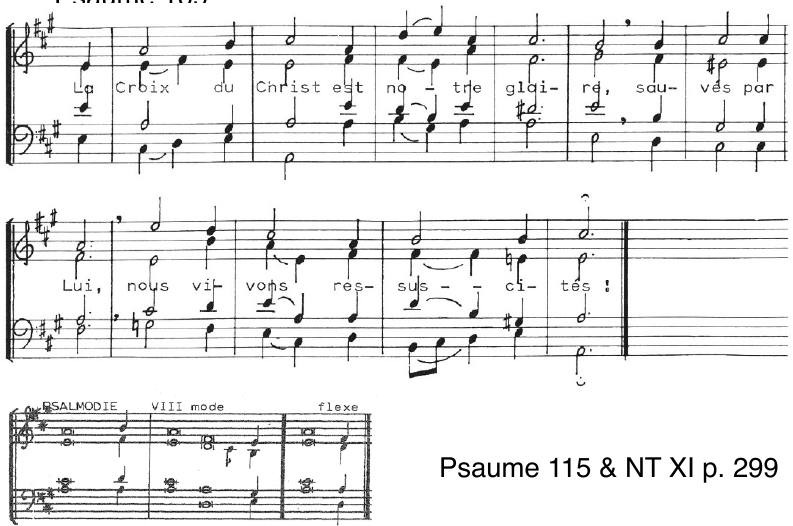 La Croix du Christ est no - tre gloi- re, sau- vés par
Lui, nous vi- vons res- sus - - ci- tés !
PSALMODIE VIII mode flexe
Psaume 115 & NT XI p. 299